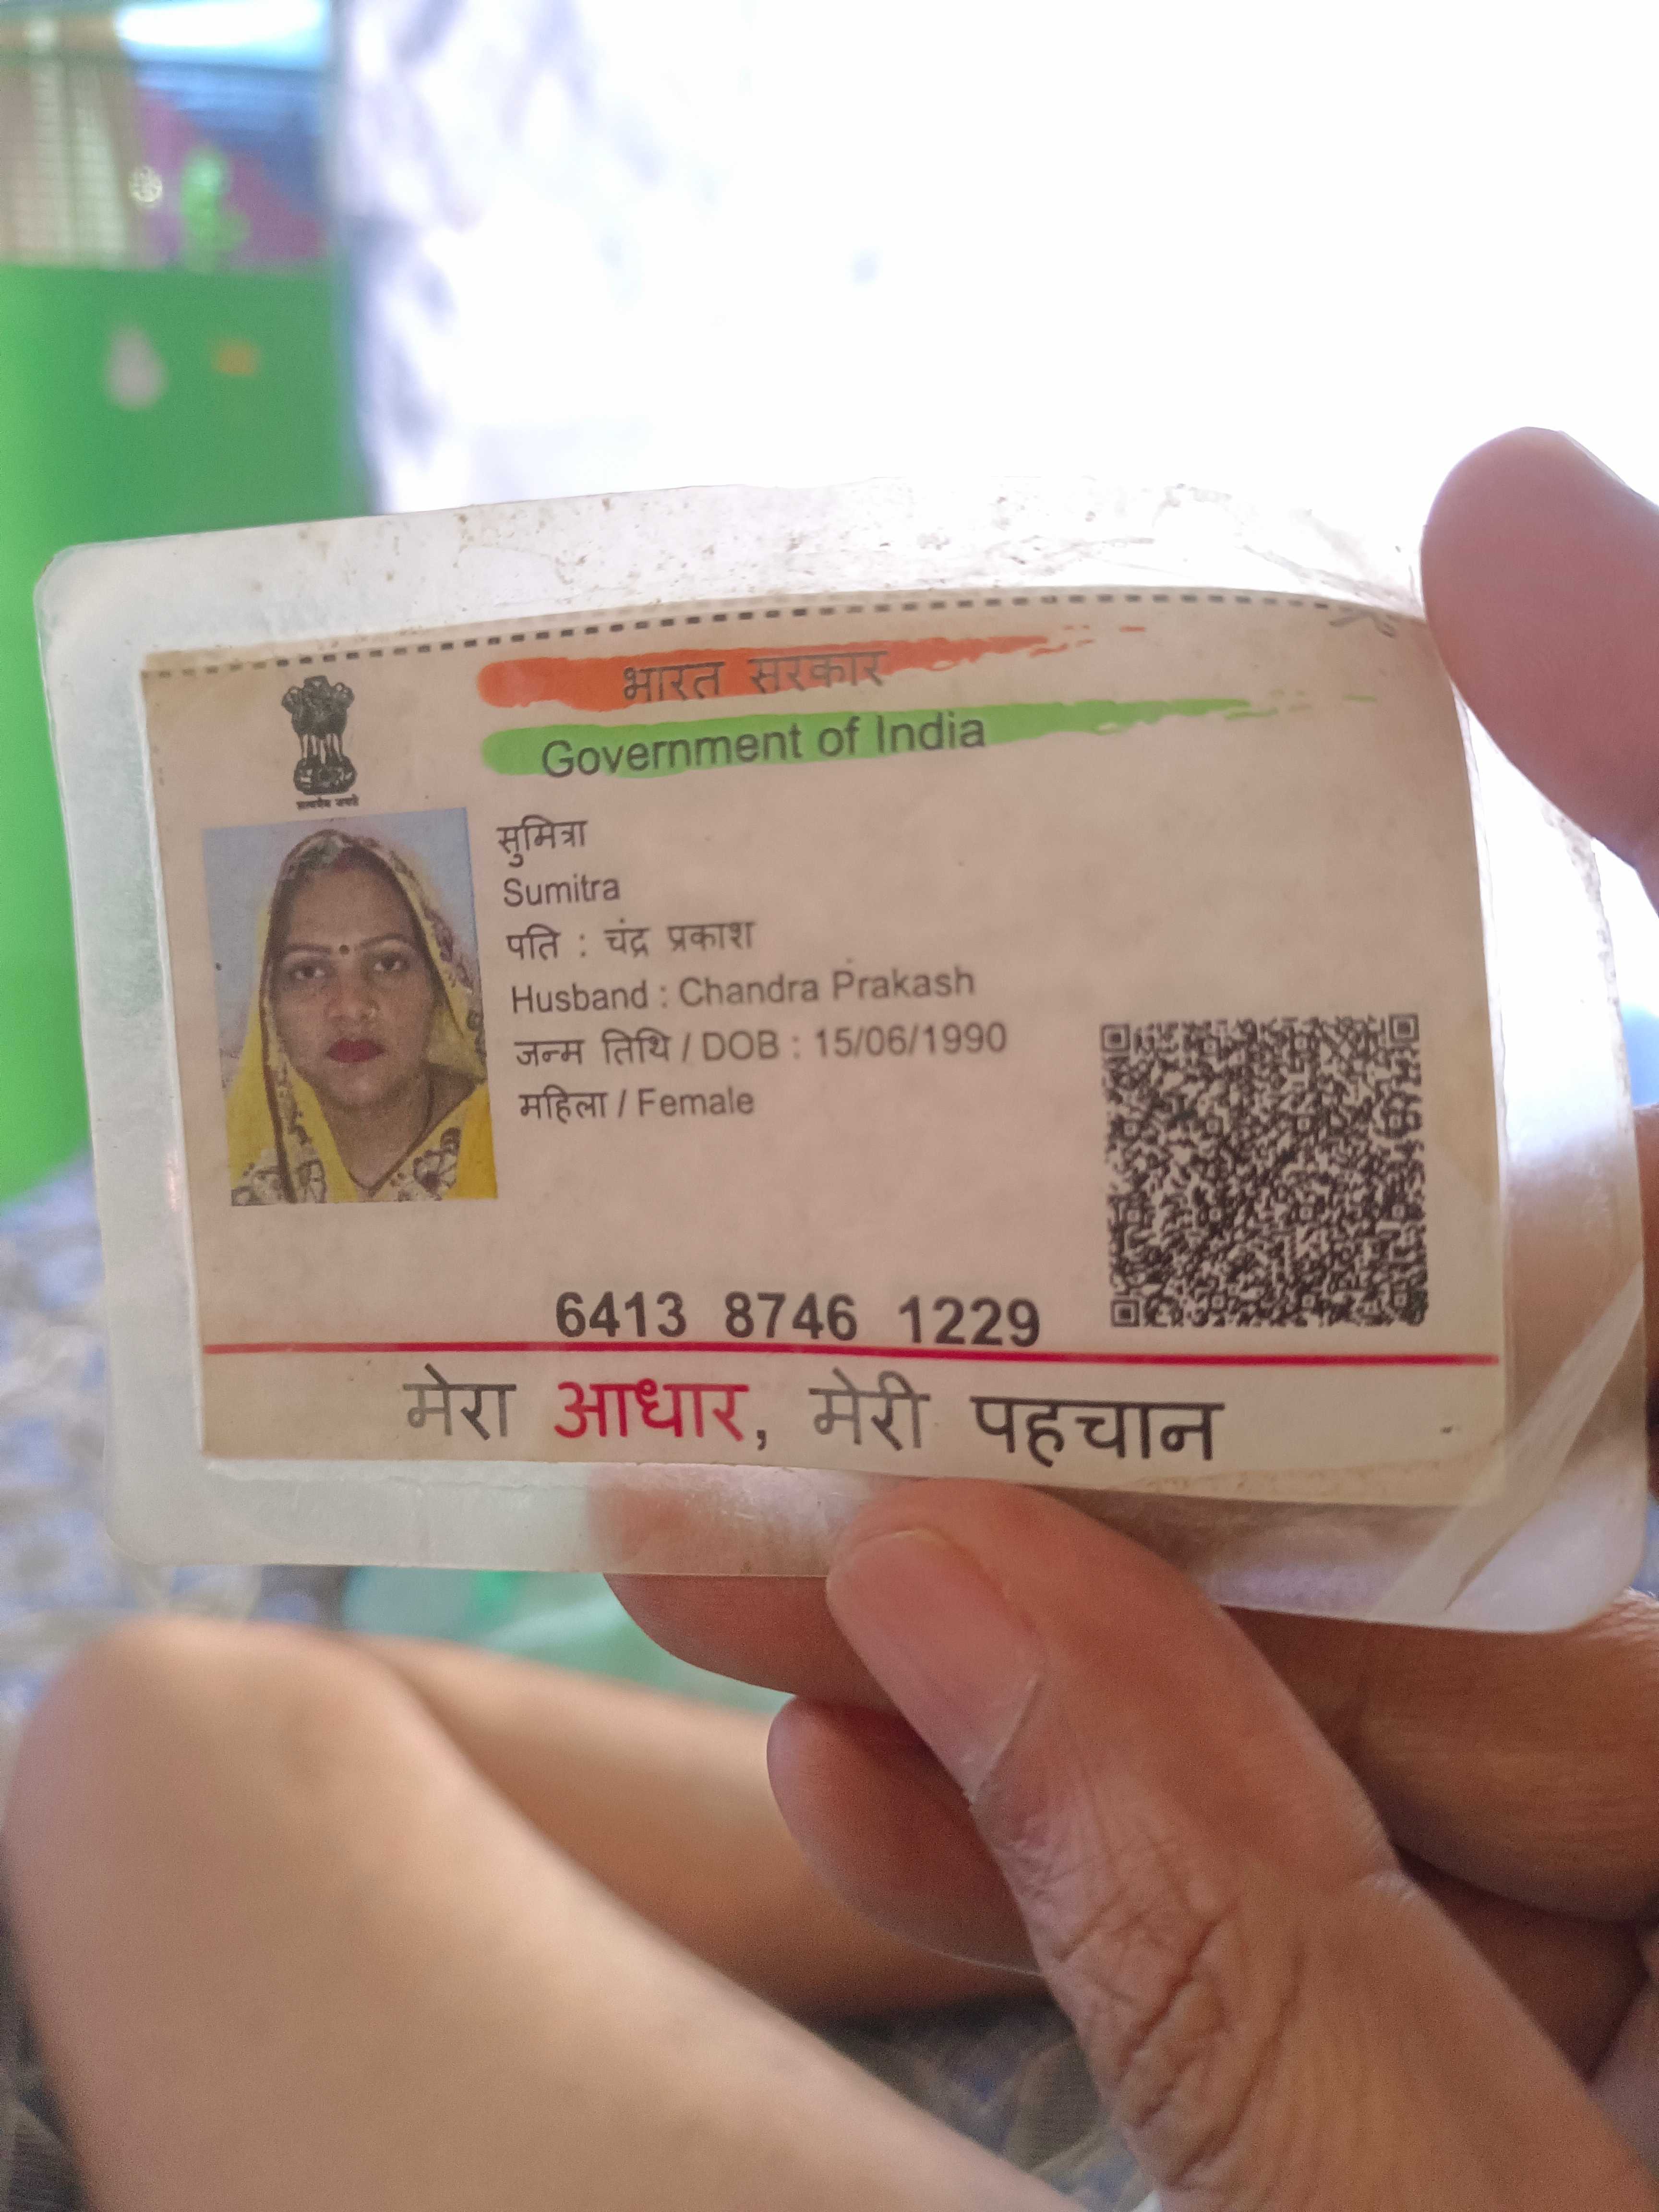 सत्यमेव जयते
भारत सरकार
Government of India
सुमित्रा
Sumitra
पति : चंद्र प्रकाश
Husband : Chandra Prakash
जन्म तिथि / DOB : 15/06/1990
महिला / Female
6413 8746 1229
मेरा आधार, मेरी पहचान